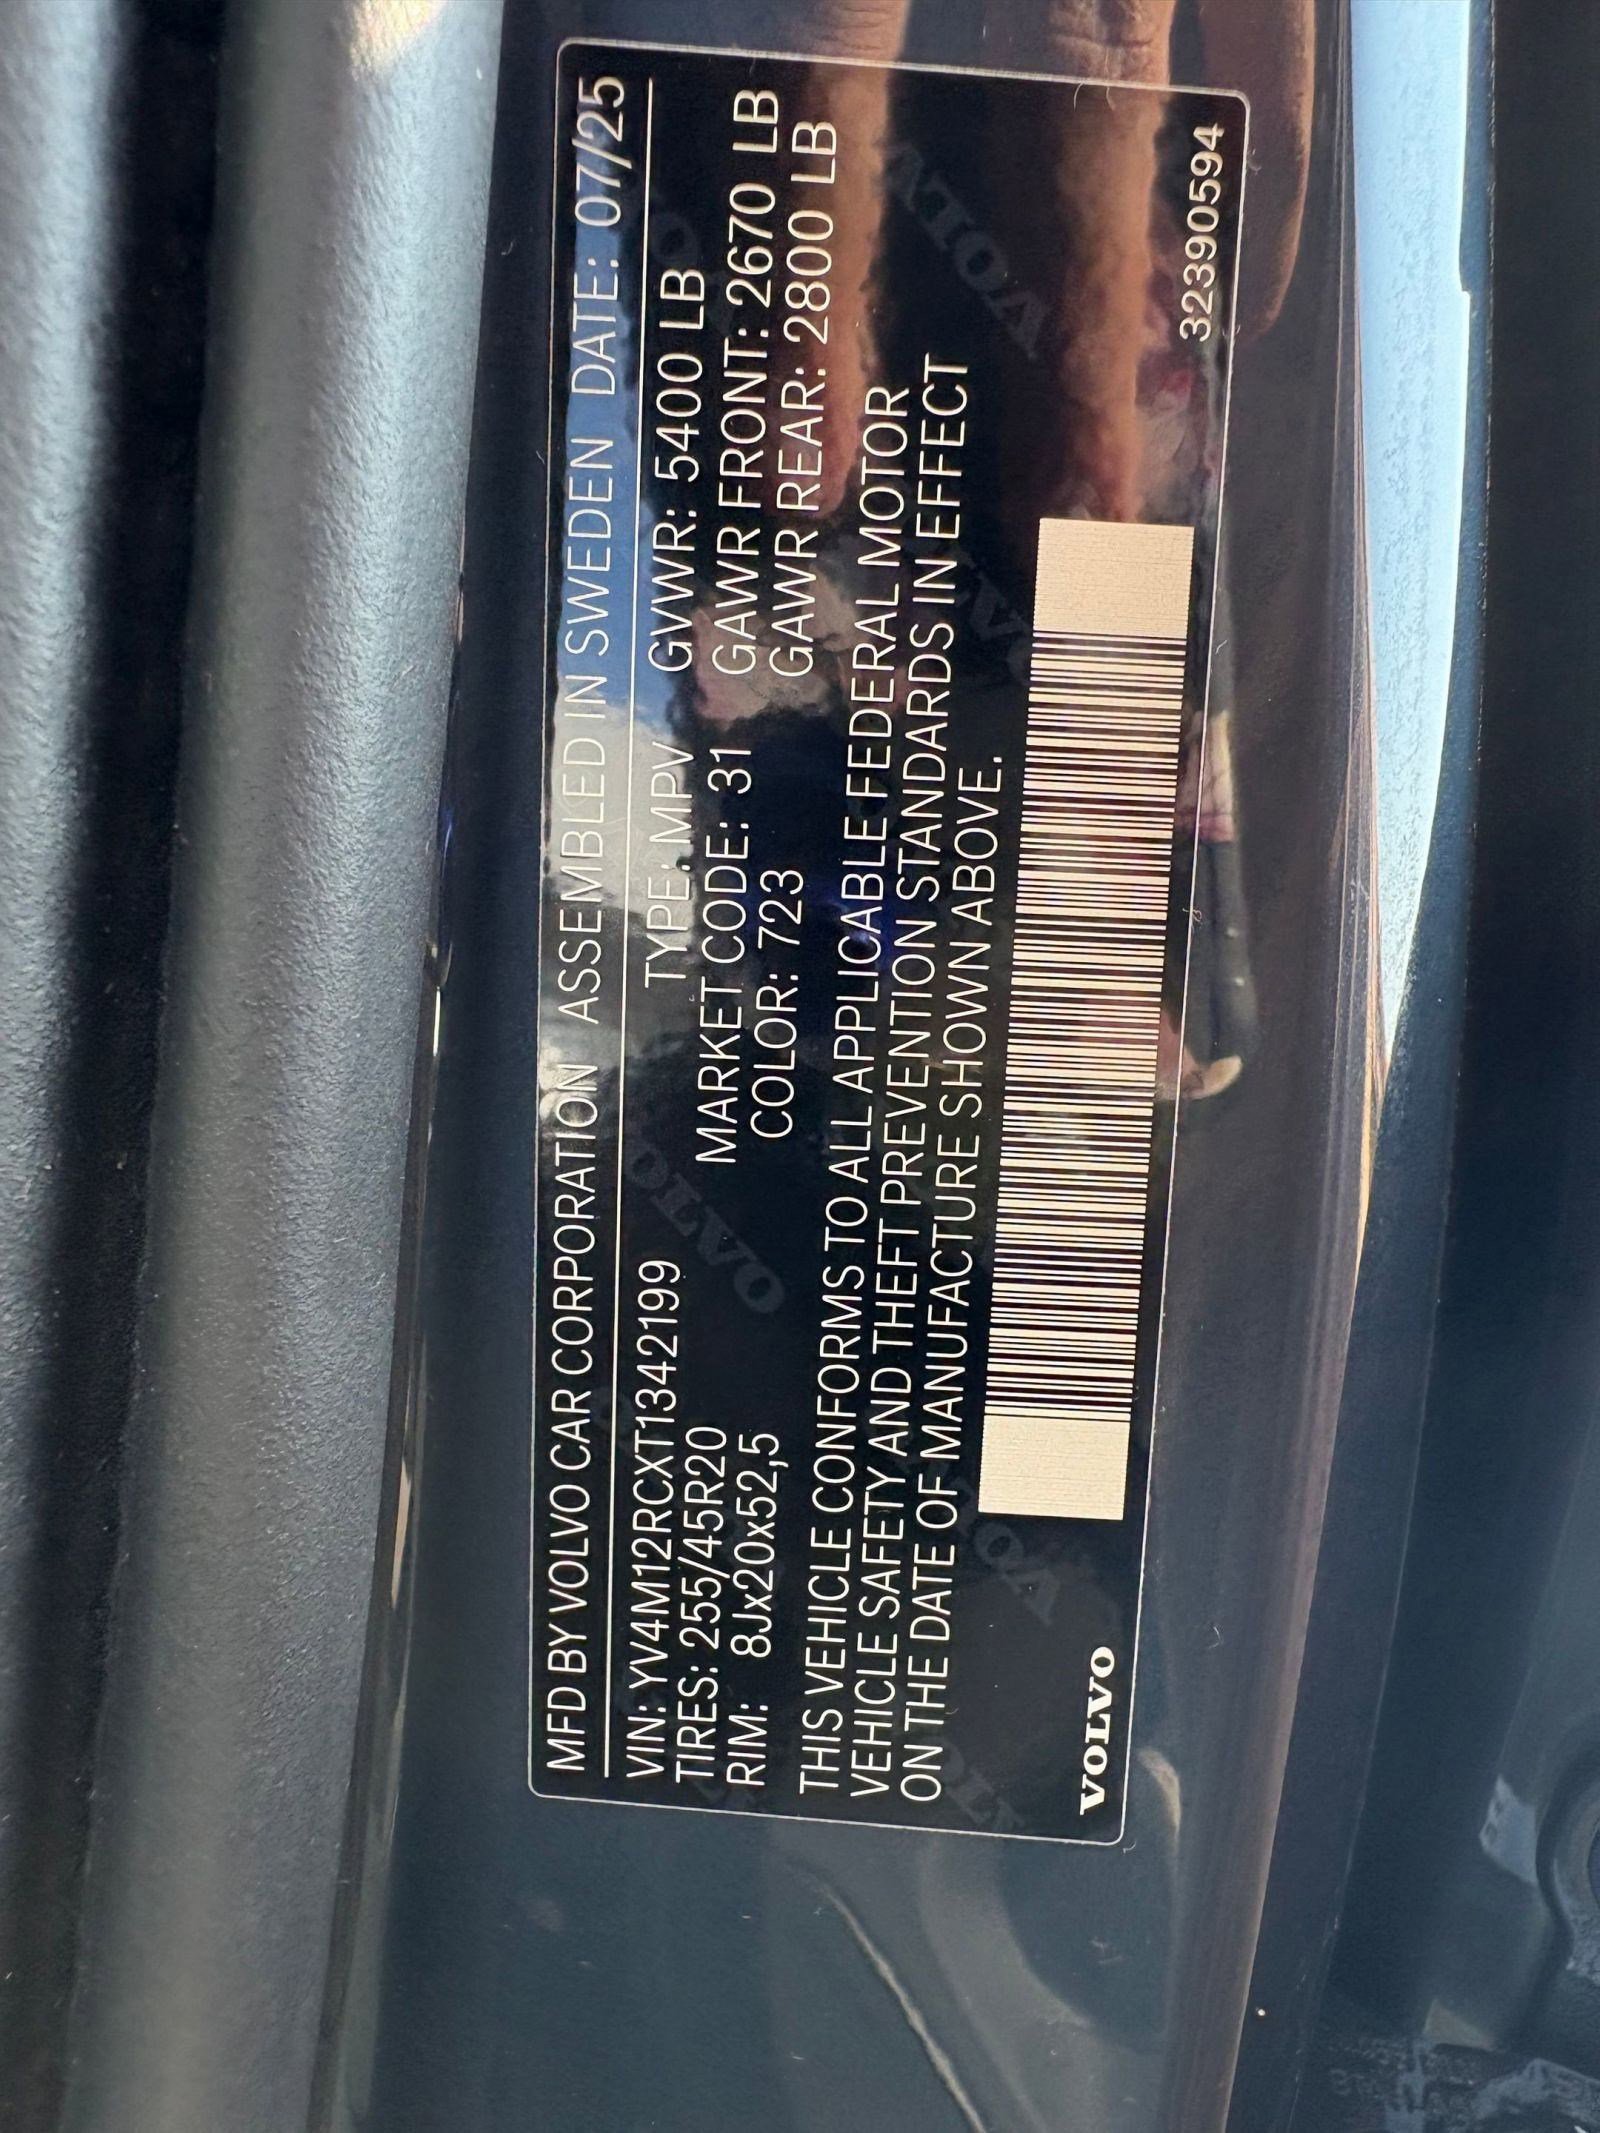 MFD BY VOLVO CAR CORPORATION ASSEMBLED IN SWEDEN DATE: 07/25
VIN: YV4M12RCXT1342199 TYPE: MPV GVWR: 5400 LB
TIRES: 255/45R20 MARKET CODE: 31 GAWR FRONT: 2670 LB
RIM: 8Jx20x52,5 COLOR: 723 GAWR REAR: 2800 LB
THIS VEHICLE CONFORMS TO ALL APPLICABLE FEDERAL MOTOR
VEHICLE SAFETY AND THEFT PREVENTION STANDARDS IN EFFECT
ON THE DATE OF MANUFACTURE SHOWN ABOVE.
VOLVO 32390594